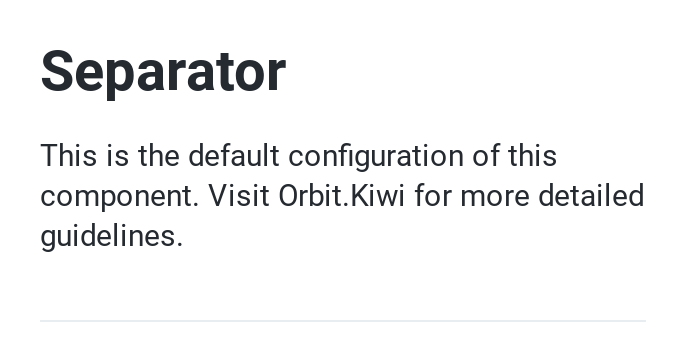 Separator
This is the default configuration of this
component. Visit Orbit.Kiwi for more detailed
guidelines.